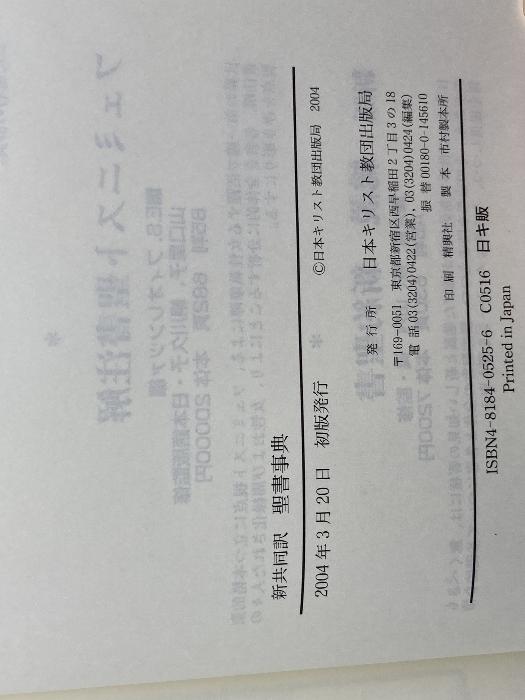 新共同訳 聖書事典
2004年3月20日 初版発行
©日本キリスト教団出版局 2004
発行所 日本キリスト教団出版局
〒169-0051 東京都新宿区西早稲田2丁目3の18
電話 03(3204)0422(営業), 03(3204)0424(編集)
振替 00180-0-145610
印刷 精興社 製本 市村製本所
ISBN4-8184-0525-6 C0516 日キ販
Printed in Japan